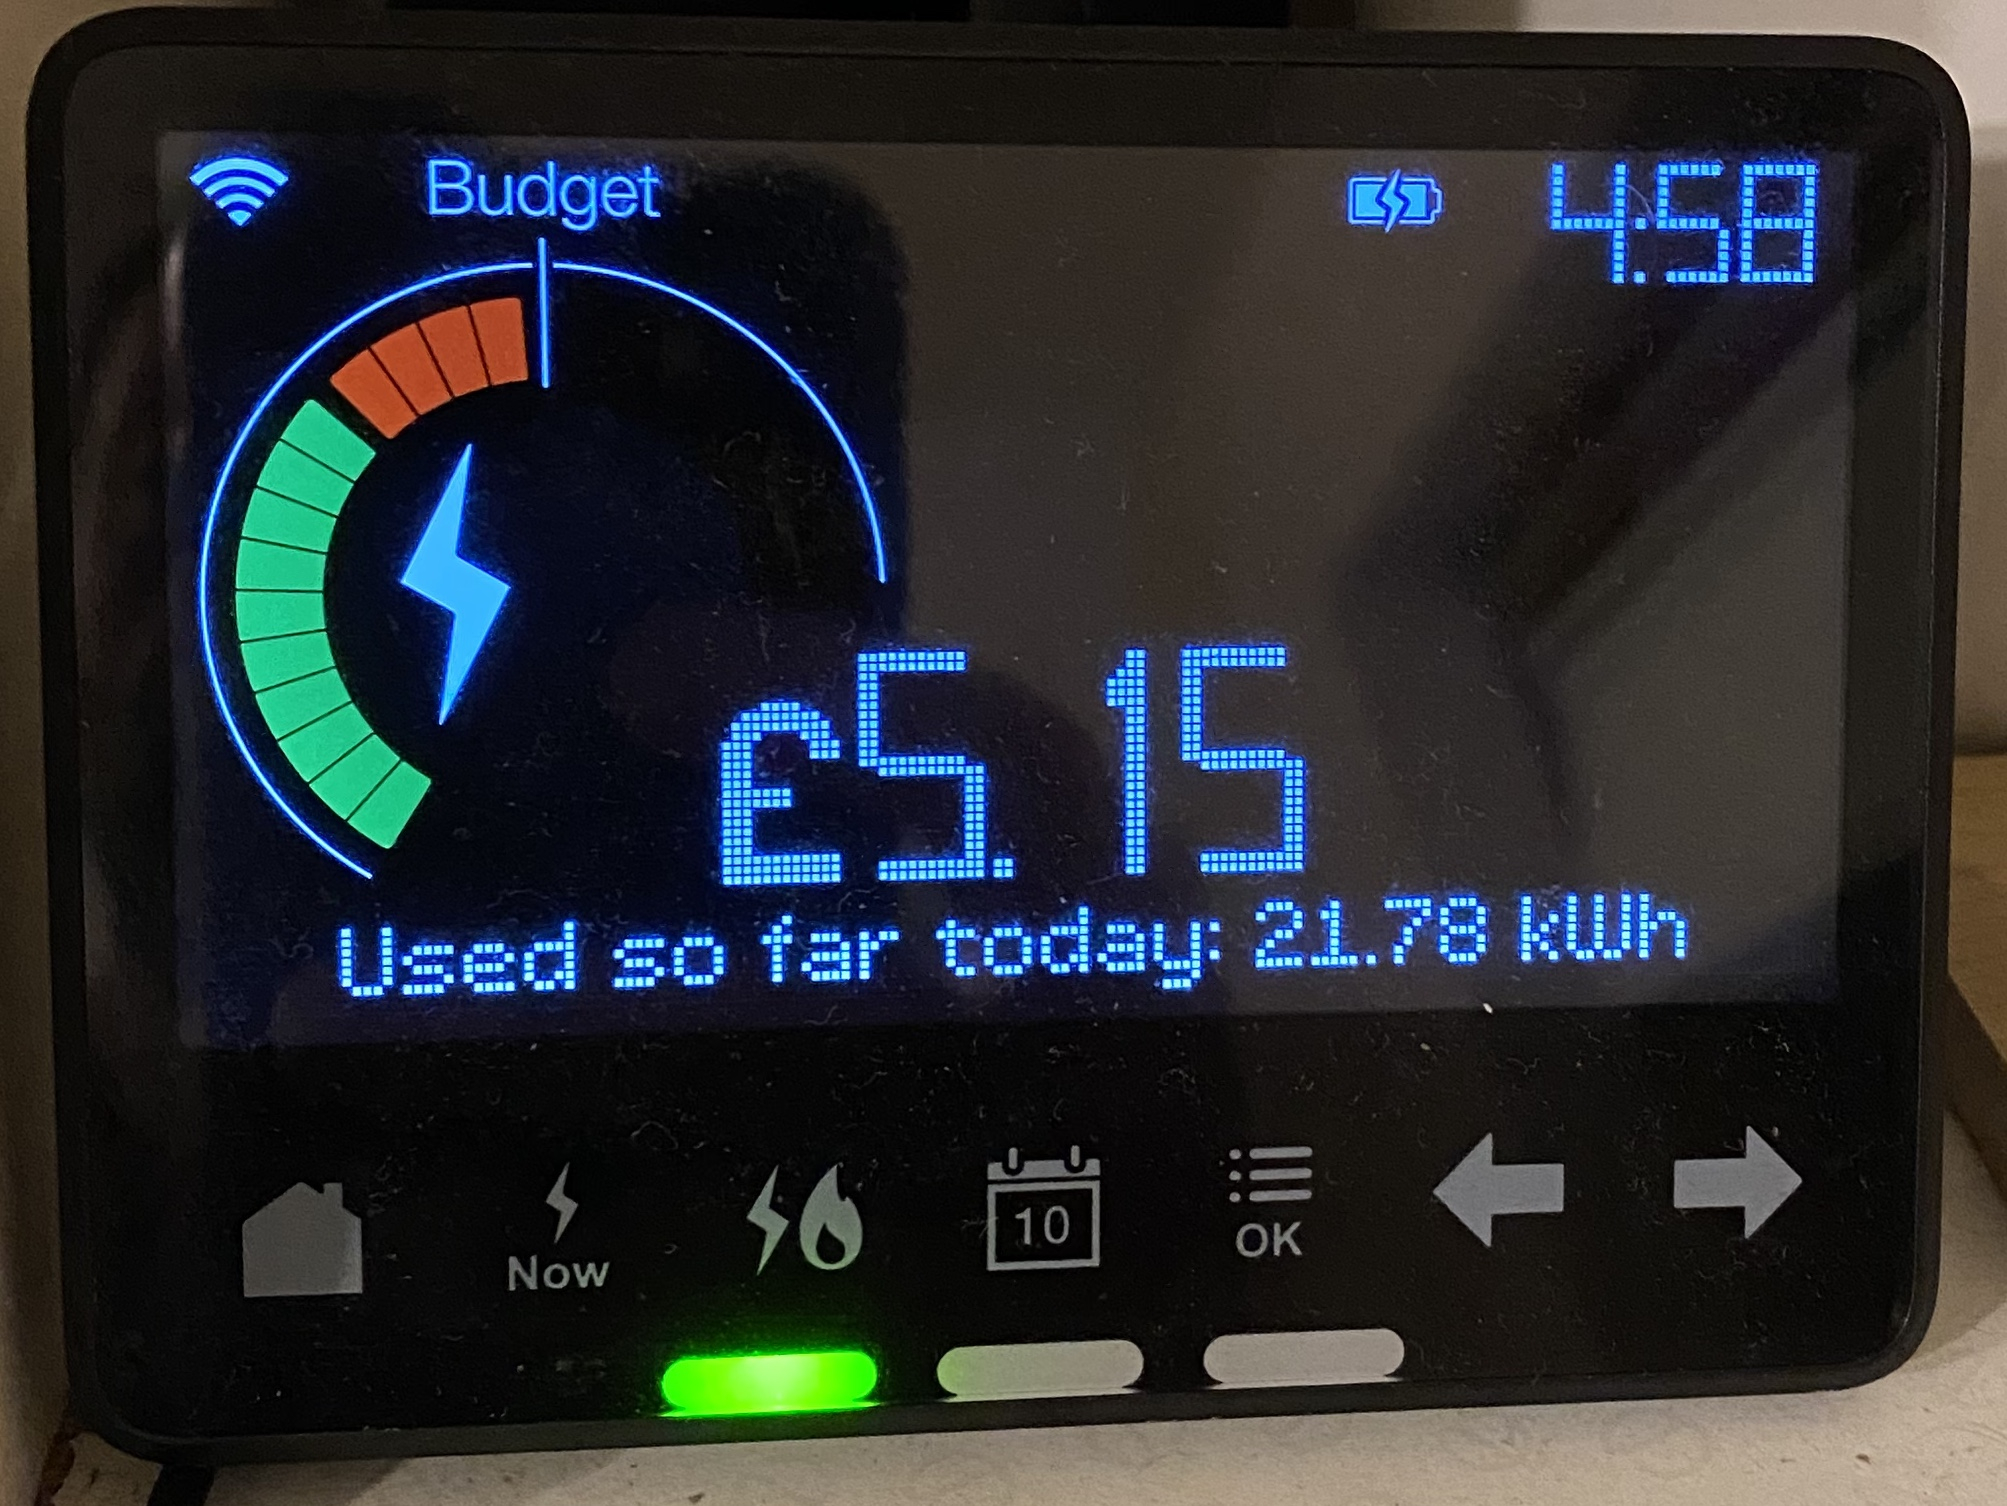 Budget
4:58
£5.15
Used so far today: 21.78 kWh
Now
10
OK